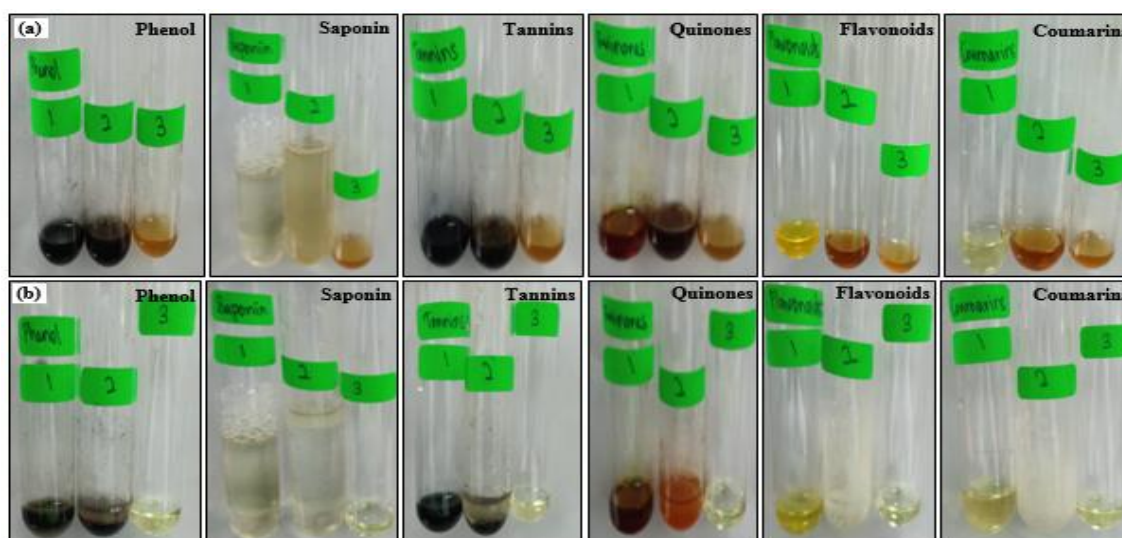 (a)
Phenol
Phenol
1
2
3
Saponin
Saponin
1
2
3
Tannins
Tannins
1
2
3
Quinones
Quinones
1
2
3
Flavonoids
Flavonoids
1
2
3
Coumarin
Coumarins
1
2
3
(b)
Phenol
Phenol
1
2
3
Saponin
Saponin
1
2
3
Tannins
Tannins
1
2
3
Quinones
Quinones
1
2
3
Flavonoids
Flavonoids
1
2
3
Coumarin
Coumarins
1
2
3